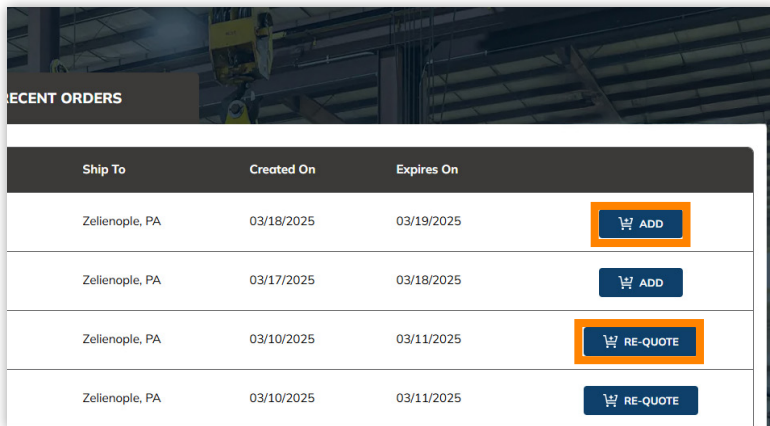 RECENT ORDERS
Ship To Created On Expires On
Zelienople, PA 03/18/2025 03/19/2025 ADD
Zelienople, PA 03/17/2025 03/18/2025 ADD
Zelienople, PA 03/10/2025 03/11/2025 RE-QUOTE
Zelienople, PA 03/10/2025 03/11/2025 RE-QUOTE